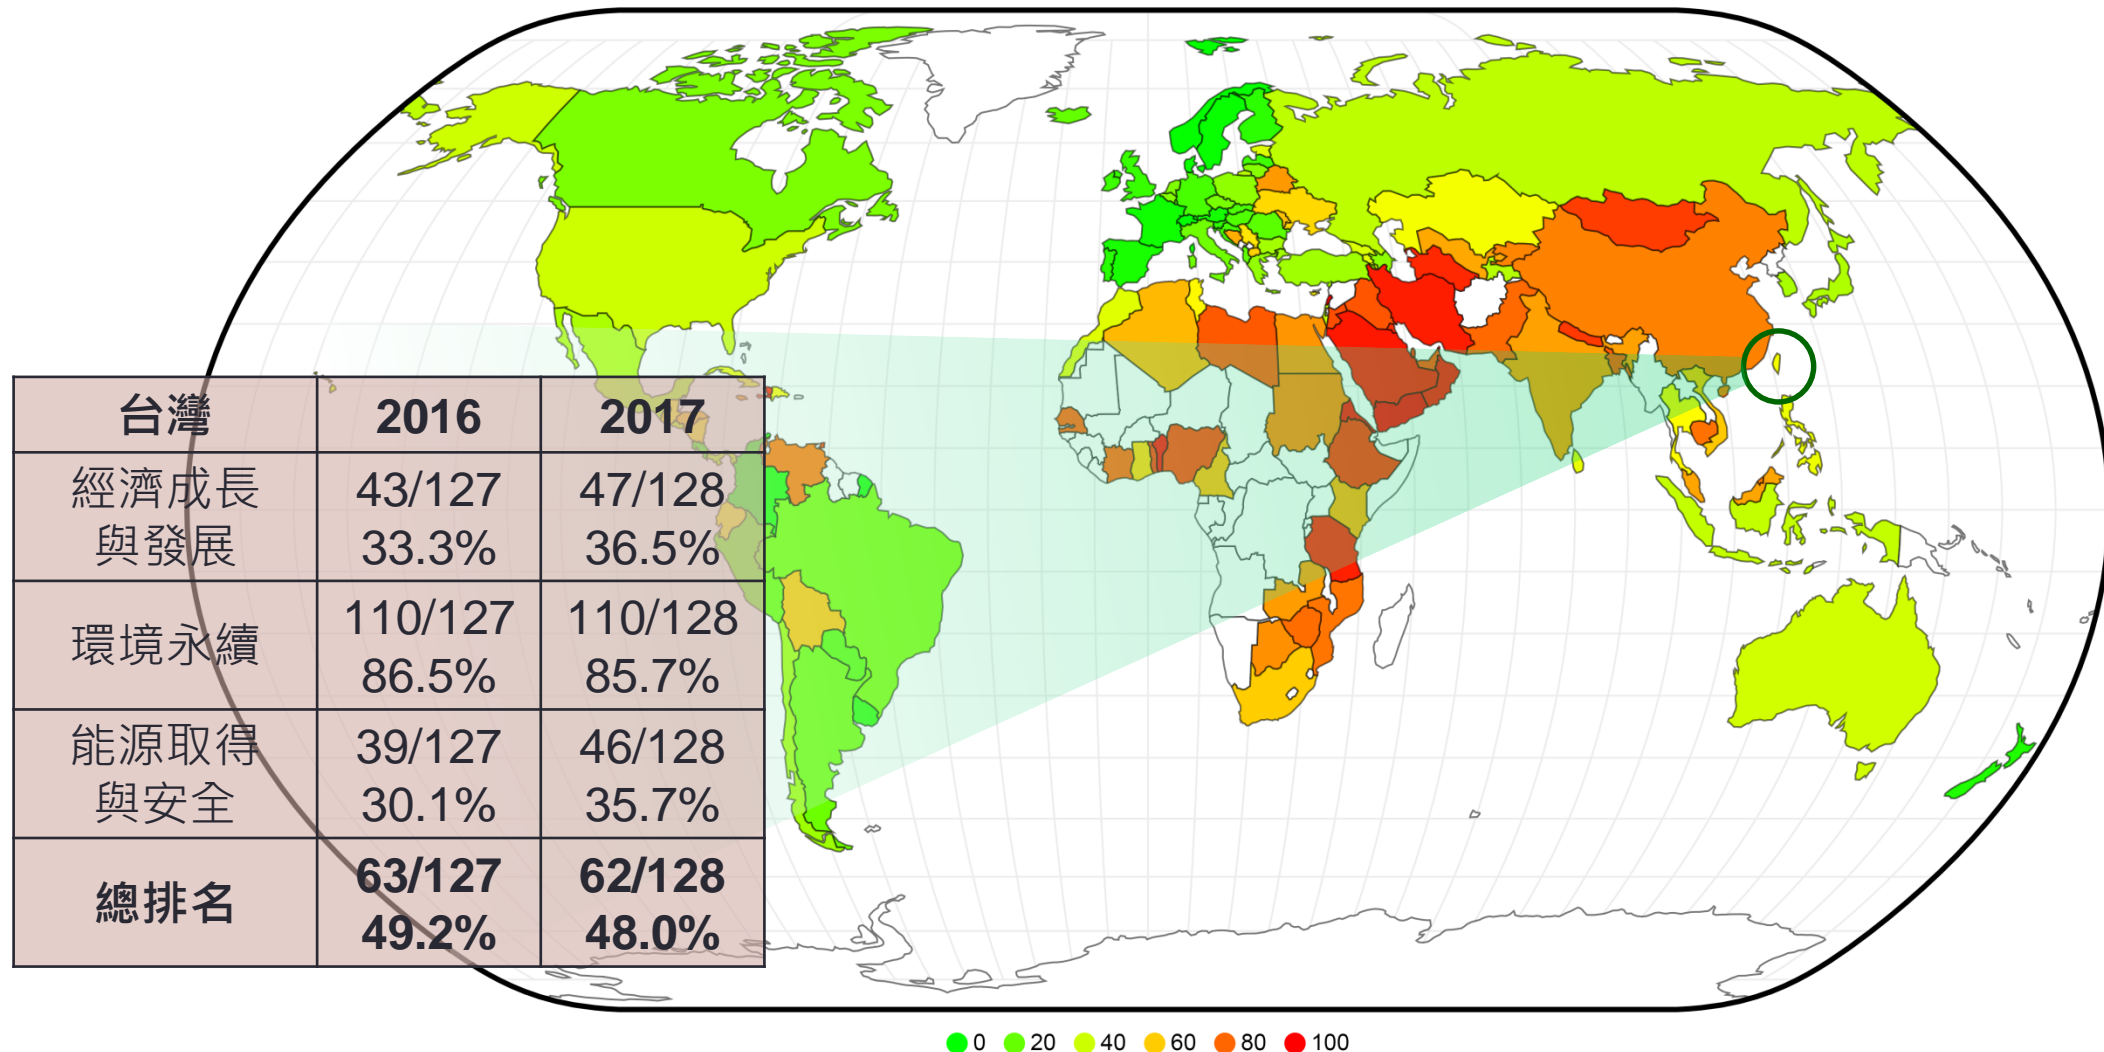 台灣 2016 2017
經濟成長 43/127 47/128
與發展 33.3% 36.5%
環境永續 110/127 110/128
86.5% 85.7%
能源取得 39/127 46/128
與安全 30.1% 35.7%
總排名 63/127 62/128
49.2% 48.0%
0 20 40 60 80 100